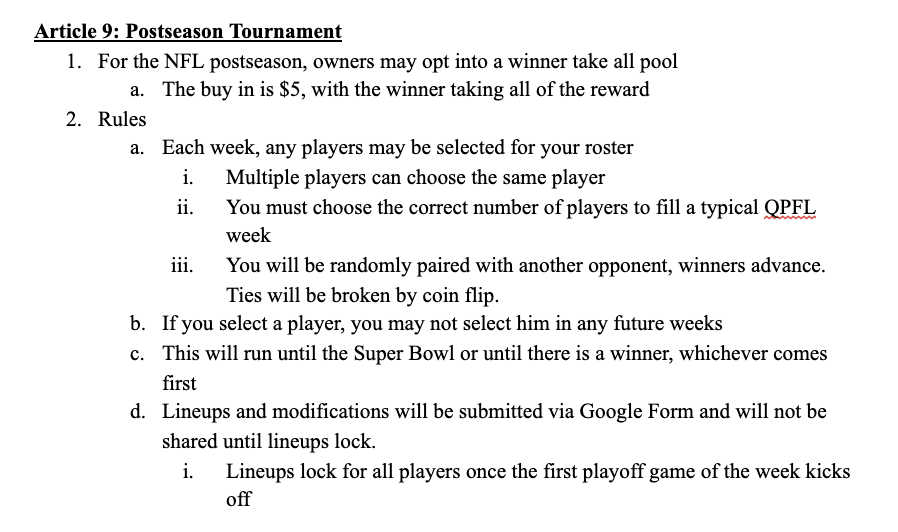 Article 9: Postseason Tournament
1. For the NFL postseason, owners may opt into a winner take all pool
a. The buy in is $5, with the winner taking all of the reward
2. Rules
a. Each week, any players may be selected for your roster
i. Multiple players can choose the same player
ii. You must choose the correct number of players to fill a typical QPFL
week
iii. You will be randomly paired with another opponent, winners advance.
Ties will be broken by coin flip.
b. If you select a player, you may not select him in any future weeks
c. This will run until the Super Bowl or until there is a winner, whichever comes
first
d. Lineups and modifications will be submitted via Google Form and will not be
shared until lineups lock.
i. Lineups lock for all players once the first playoff game of the week kicks
off